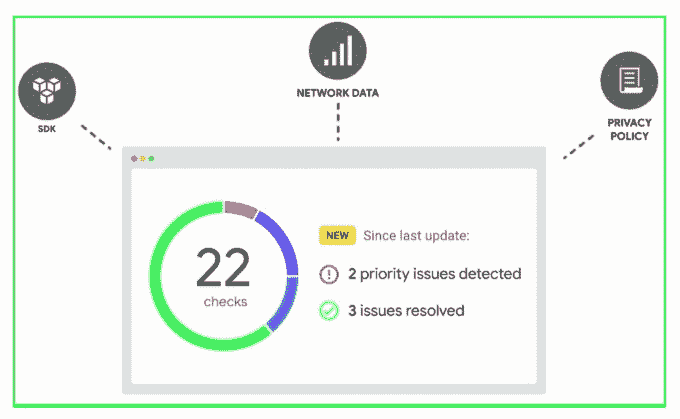 NETWORK DATA
SDK
PRIVACY
POLICY
22
checks
NEW Since last update:
2 priority issues detected
3 issues resolved